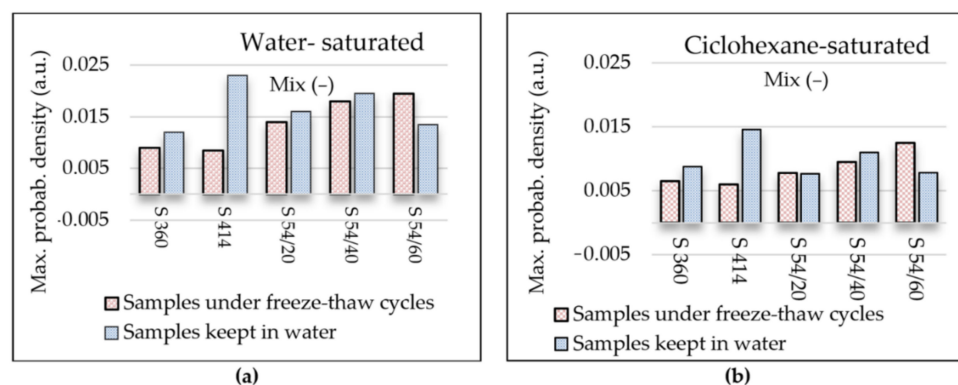 Water- saturated
Max. probab. density (a.u.)
0.025
0.015
0.005
-0.005
Mix (–)
S 360
S 414
S 54/20
S 54/40
S 54/60
Samples under freeze-thaw cycles
Samples keept in water
(a)
Ciclohexane-saturated
Max. probab. density (a.u.)
0.025
0.015
0.005
−0.005
Mix (–)
S 360
S 414
S 54/20
S 54/40
S 54/60
Samples under freeze-thaw cycles
Samples keept in water
(b)